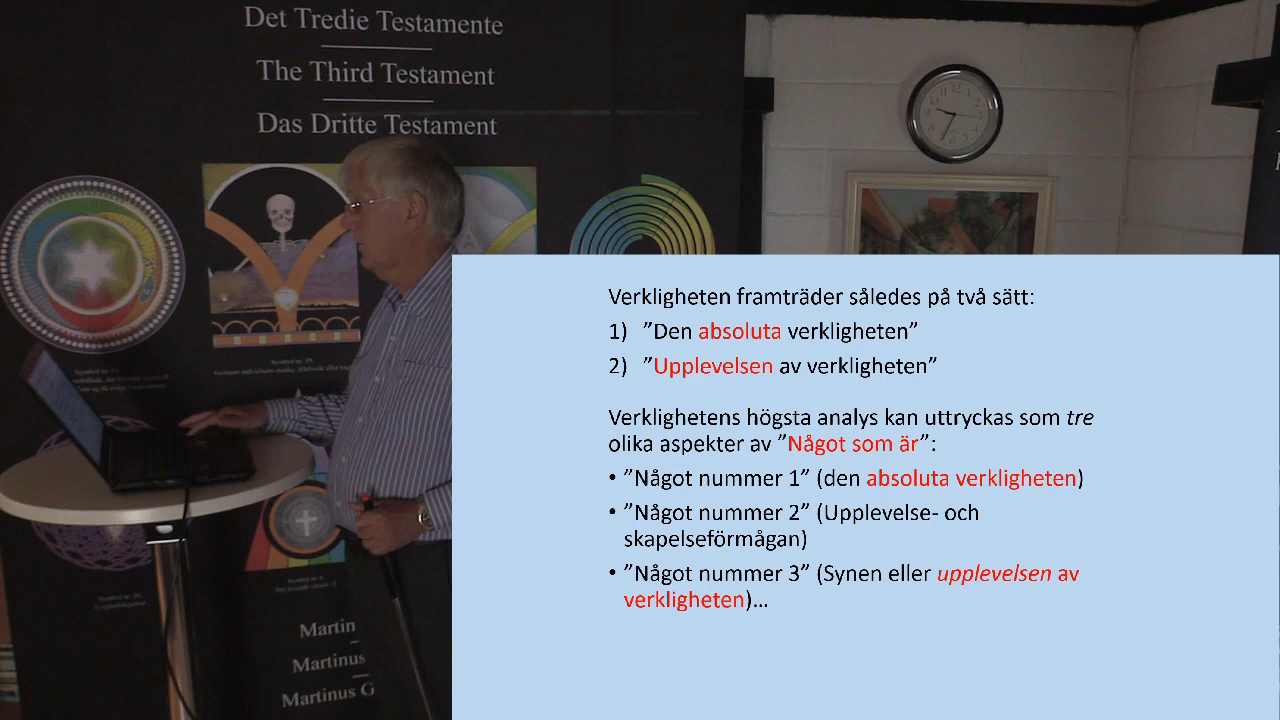 Det Tredie Testamente
The Third Testament
Das Dritte Testament
Verkligheten framträder således på två sätt:
1) ”Den absoluta verkligheten”
2) ”Upplevelsen av verkligheten”
Verklighetens högsta analys kan uttryckas som tre
olika aspekter av ”Något som är”:
• ”Något nummer 1” (den absoluta verkligheten)
• ”Något nummer 2” (Upplevelse- och
skapelseförmågan)
• ”Något nummer 3” (Synen eller upplevelsen av
verkligheten)…
Martin
Martinus
Martinus G